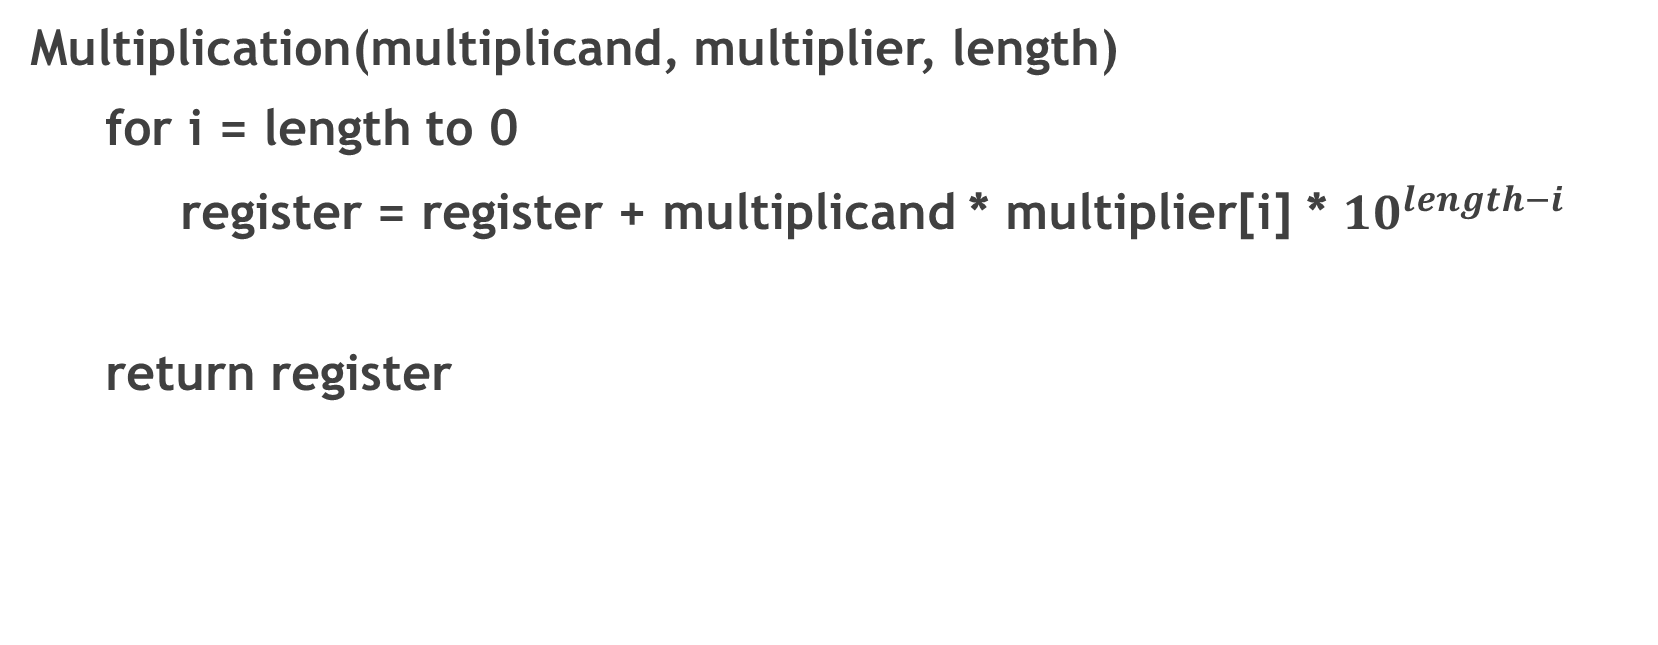 Multiplication(multiplicand, multiplier, length)
for i = length to 0
register = register + multiplicand * multiplier[i] * 10^{length−i}
return register